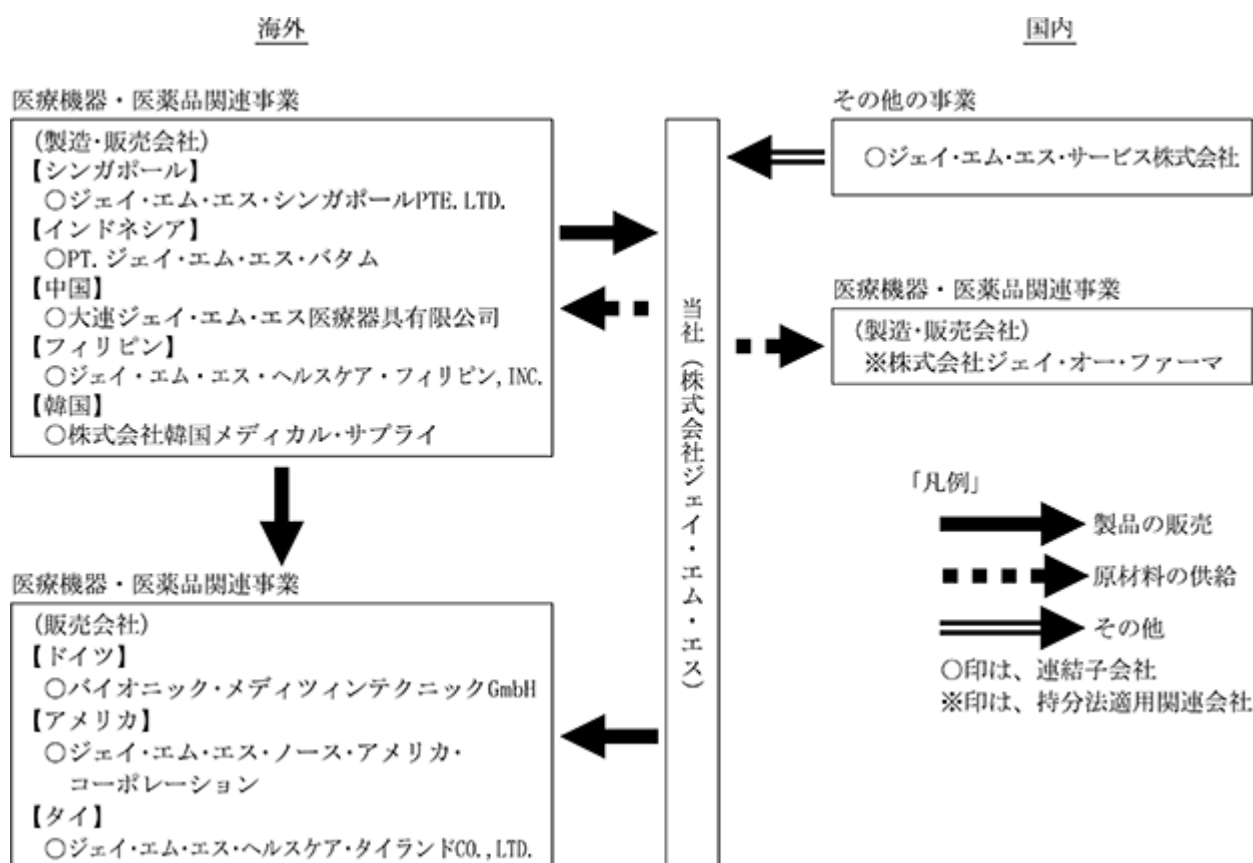 海外
国内
医療機器・医薬品関連事業
(製造・販売会社)
【シンガポール】
○ジェイ・エム・エス・シンガポールPTE.LTD.
【インドネシア】
○PT.ジェイ・エム・エス・バタム
【中国】
○大連ジェイ・エム・エス医療器具有限公司
【フィリピン】
○ジェイ・エム・エス・ヘルスケア・フィリピン,INC.
【韓国】
○株式会社韓国メディカル・サプライ
医療機器・医薬品関連事業
(販売会社)
【ドイツ】
○バイオニック・メディツィンテクニックGmbH
【アメリカ】
○ジェイ・エム・エス・ノース・アメリカ・
コーポレーション
【タイ】
○ジェイ・エム・エス・ヘルスケア・タイランドCO.,LTD.
当社(株式会社ジェイ・エム・エス)
その他の事業
○ジェイ・エム・エス・サービス株式会社
医療機器・医薬品関連事業
(製造・販売会社)
※株式会社ジェイ・オー・ファーマ
「凡例」
製品の販売
原材料の供給
その他
○印は、連結子会社
※印は、持分法適用関連会社